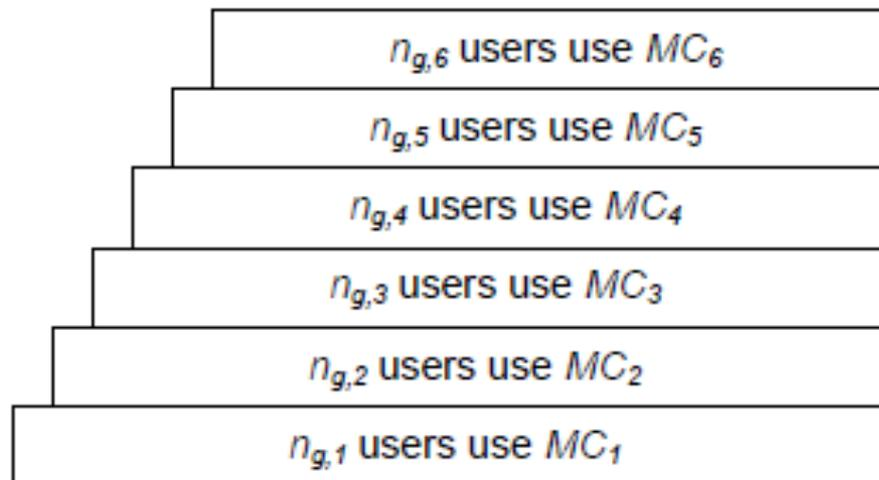 n_g,6 users use MC_6
n_g,5 users use MC_5
n_g,4 users use MC_4
n_g,3 users use MC_3
n_g,2 users use MC_2
n_g,1 users use MC_1